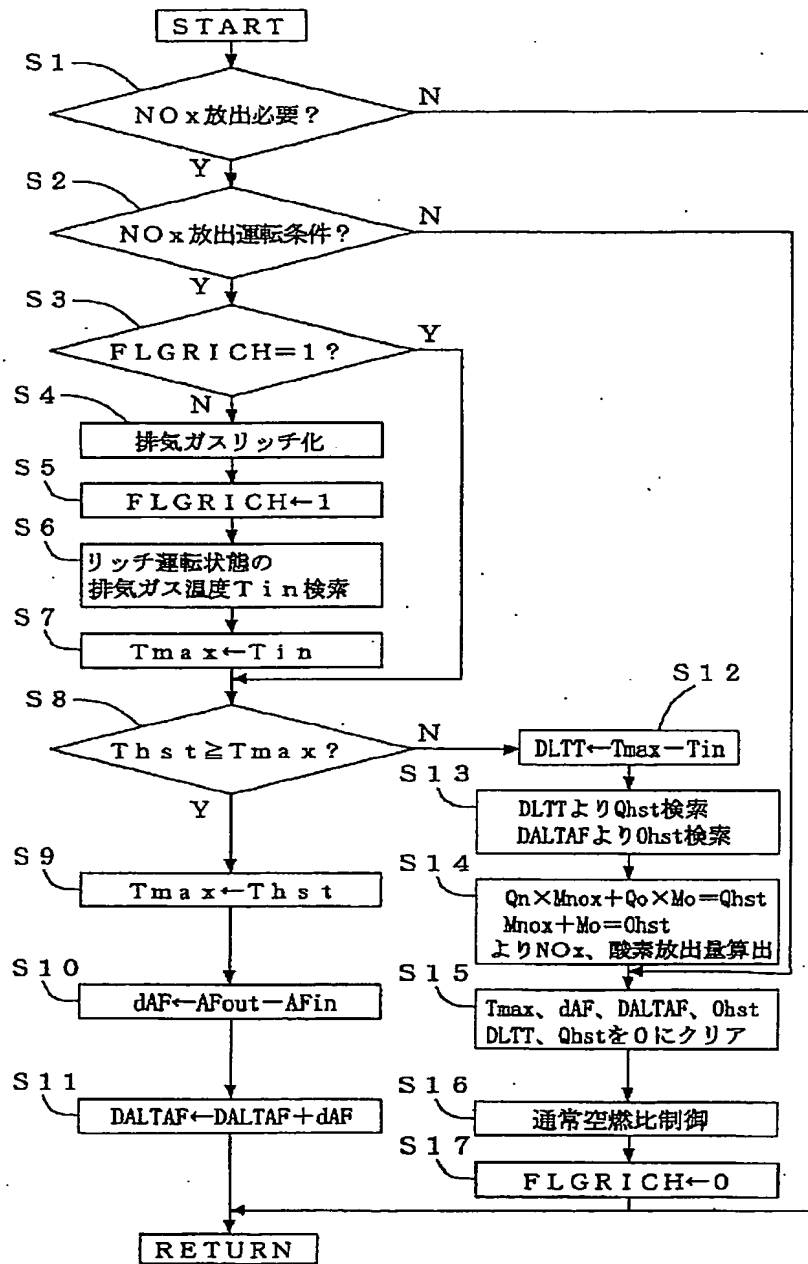 START
S1
NOx放出必要?
N
Y
S2
NOx放出運転条件?
N
Y
S3
FLGRICH=1?
Y
N
S4
排気ガスリッチ化
S5
FLGRICH←1
S6
リッチ運転状態の
排気ガス温度Tin検索
S7
Tmax←Tin
S8
Thst≧Tmax?
N
Y
S9
Tmax←Thst
S10
dAF←AFout−AFin
S11
DALTAF←DALTAF+dAF
S12
DLTT←Tmax−Tin
S13
DLTTよりQhst検索
DALTAFよりOhst検索
S14
Qn×Mnox+Qo×Mo=Qhst
Mnox+Mo=Ohst
よりNOx、酸素放出量算出
S15
Tmax、dAF、DALTAF、Ohst
DLTT、Qhstを0にクリア
S16
通常空燃比制御
S17
FLGRICH←0
RETURN